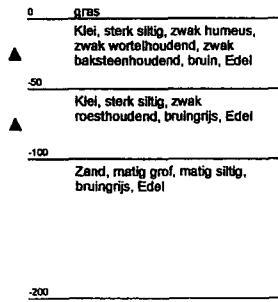 0 gras
Klei, sterk siltig, zwak humeus,
zwak wortelhoudend, zwak
baksteenhoudend, bruin, Edel
-50
Klei, sterk siltig, zwak
roesthoudend, bruingrijs, Edel
-100
Zand, matig grof, matig siltig,
bruingrijs, Edel
-200